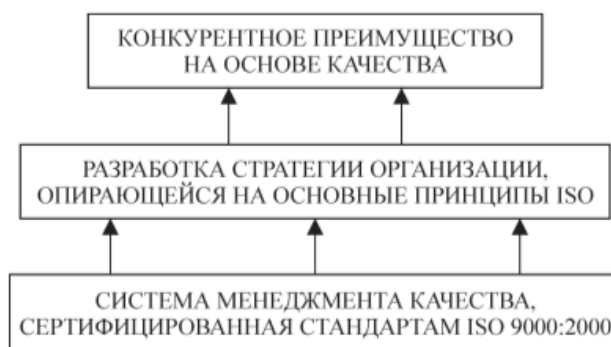 КОНКУРЕНТНОЕ ПРЕИМУЩЕСТВО
НА ОСНОВЕ КАЧЕСТВА
РАЗРАБОТКА СТРАТЕГИИ ОРГАНИЗАЦИИ,
ОПИРАЮЩЕЙСЯ НА ОСНОВНЫЕ ПРИНЦИПЫ ISO
СИСТЕМА МЕНЕДЖМЕНТА КАЧЕСТВА,
СЕРТИФИЦИРОВАННАЯ СТАНДАРТАМ ISO 9000:2000